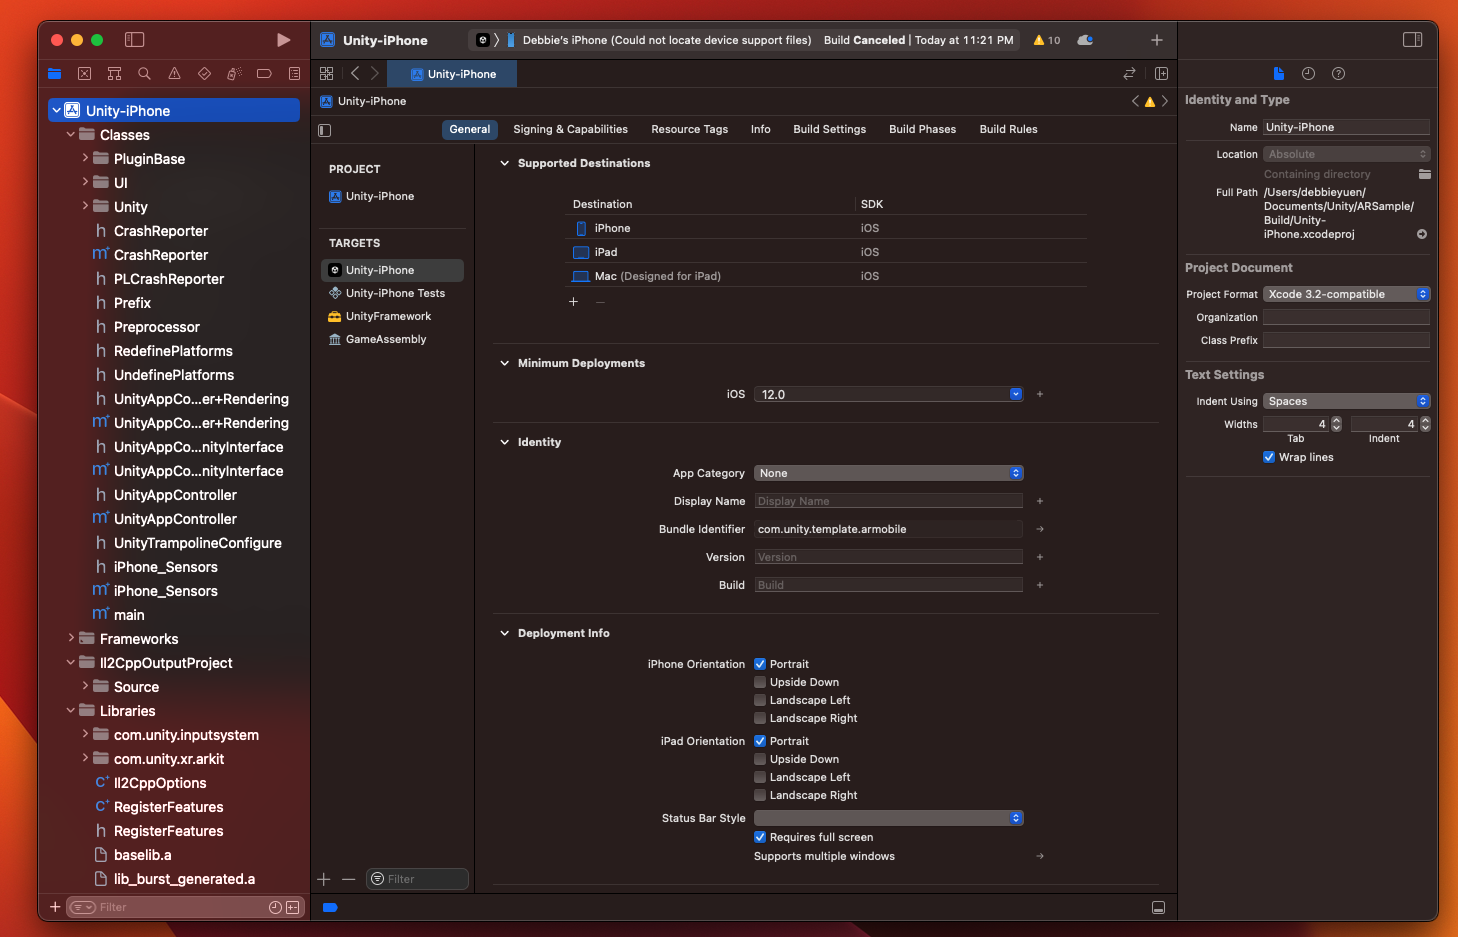 Unity-iPhone
Debbie's iPhone (Could not locate device support files) Build Canceled | Today at 11:21 PM
10
Unity-iPhone
Unity-iPhone
General
Signing & Capabilities
Resource Tags
Info
Build Settings
Build Phases
Build Rules
Unity-iPhone
Classes
PluginBase
UI
Unity
CrashReporter
CrashReporter
PLCrashReporter
Prefix
Preprocessor
RedefinePlatforms
UndefinePlatforms
UnityAppCo...er+Rendering
UnityAppCo...er+Rendering
UnityAppCo...nityInterface
UnityAppCo...nityInterface
UnityAppController
UnityAppController
UnityTrampolineConfigure
iPhone_Sensors
iPhone_Sensors
main
Frameworks
Il2CppOutputProject
Source
Libraries
com.unity.inputsystem
com.unity.xr.arkit
Il2CppOptions
RegisterFeatures
RegisterFeatures
baselib.a
lib_burst_generated.a
Filter
PROJECT
Unity-iPhone
TARGETS
Unity-iPhone
Unity-iPhone Tests
UnityFramework
GameAssembly
Filter
Supported Destinations
Destination SDK
iPhone iOS
iPad iOS
Mac (Designed for iPad) iOS
Minimum Deployments
iOS 12.0
Identity
App Category None
Display Name Display Name
Bundle Identifier com.unity.template.armobile
Version Version
Build Build
Deployment Info
iPhone Orientation Portrait
Upside Down
Landscape Left
Landscape Right
iPad Orientation Portrait
Upside Down
Landscape Left
Landscape Right
Status Bar Style
Requires full screen
Supports multiple windows
Identity and Type
Name Unity-iPhone
Location Absolute
Containing directory
Full Path /Users/debbieyuen/
Documents/Unity/ARSample/
Build/Unity-
iPhone.xcodeproj
Project Document
Project Format Xcode 3.2-compatible
Organization
Class Prefix
Text Settings
Indent Using Spaces
Widths 4 4
Tab Indent
Wrap lines